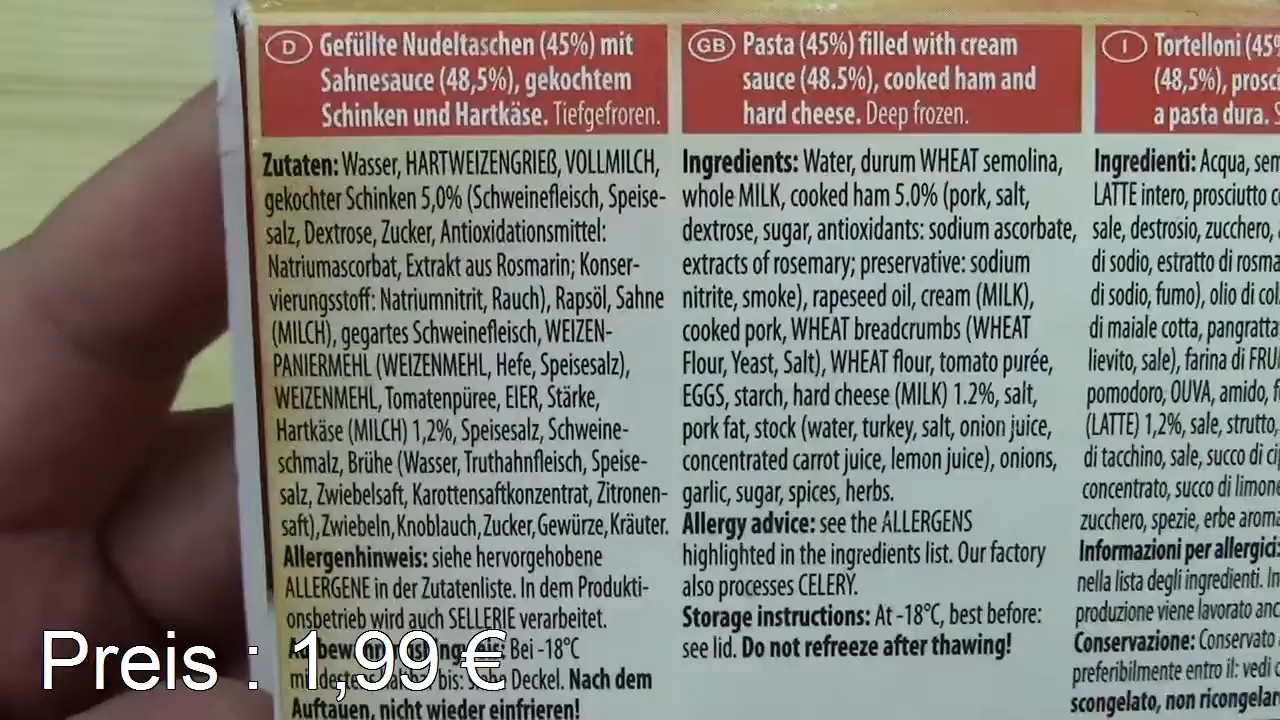 D Gefüllte Nudeltaschen (45%) mit
Sahnesauce (48,5%), gekochtem
Schinken und Hartkäse. Tiefgefroren.
Zutaten: Wasser, HARTWEIZENGRIEß, VOLLMILCH,
gekochter Schinken 5,0% (Schweinefleisch, Speise-
salz, Dextrose, Zucker, Antioxidationsmittel:
Natriumascorbat, Extrakt aus Rosmarin; Konser-
vierungsstoff: Natriumnitrit, Rauch), Rapsöl, Sahne
(MILCH), gegartes Schweinefleisch, WEIZEN-
PANIERMEHL (WEIZENMEHL, Hefe, Speisesalz),
WEIZENMEHL, Tomatenpüree, EIER, Stärke,
Hartkäse (MILCH) 1,2%, Speisesalz, Schweine-
schmalz, Brühe (Wasser, Truthahnfleisch, Speise-
salz, Zwiebelsaft, Karottensaftkonzentrat, Zitronen-
saft), Zwiebeln, Knoblauch, Zucker, Gewürze, Kräuter.
Allergenhinweis: siehe hervorgehobene
ALLERGENE in der Zutatenliste. In dem Produkti-
onsbetrieb wird auch SELLERIE verarbeitet.
Bei -18°C
bis: Deckel. Nach dem
Auftauen, nicht wieder einfrieren!
GB Pasta (45%) filled with cream
sauce (48.5%), cooked ham and
hard cheese. Deep frozen.
Ingredients: Water, durum WHEAT semolina,
whole MILK, cooked ham 5.0% (pork, salt,
dextrose, sugar, antioxidants: sodium ascorbate,
extracts of rosemary; preservative: sodium
nitrite, smoke), rapeseed oil, cream (MILK),
cooked pork, WHEAT breadcrumbs (WHEAT
Flour, Yeast, Salt), WHEAT flour, tomato purée,
EGGS, starch, hard cheese (MILK) 1.2%, salt,
pork fat, stock (water, turkey, salt, onion juice,
concentrated carrot juice, lemon juice), onions,
garlic, sugar, spices, herbs.
Allergy advice: see the ALLERGENS
highlighted in the ingredients list. Our factory
also processes CELERY.
Storage instructions: At -18°C, best before:
see lid. Do not refreeze after thawing!
I Tortelloni (45%
(48,5%), prosc
a pasta dura.
Ingredienti: Acqua, sem
LATTE intero, prosciutto
sale, destrosio, zucchero,
di sodio, estratto di rosma
di sodio, fumo), olio di col
di maiale cotta, pangratta
lievito, sale), farina di FRU
pomodoro, UOVA, amido,
(LATTE) 1,2%, sale, strutto,
di tacchino, sale, succo di ci
concentrato, succo di limone
zucchero, spezie, erbe aroma
Informazioni per allergici:
nella lista degli ingredienti. In
produzione viene lavorato anc
Conservazione: Conservato
preferibilmente entro il: vedi
scongelato, non ricongelar
Preis : 1,99 €